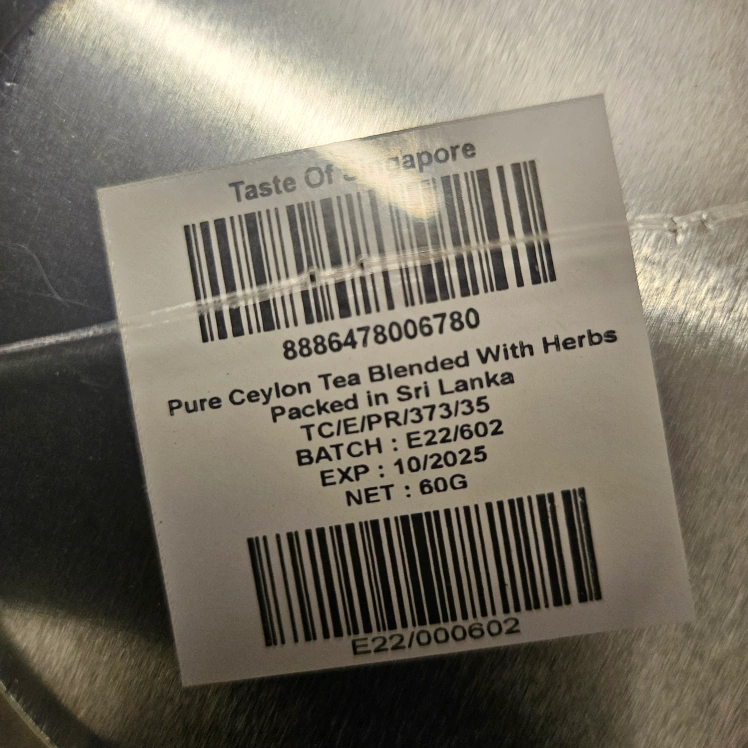 Taste Of Singapore
8886478006780
Pure Ceylon Tea Blended With Herbs
Packed in Sri Lanka
TC/E/PR/373/35
BATCH : E22/602
EXP : 10/2025
NET : 60G
E22/000602